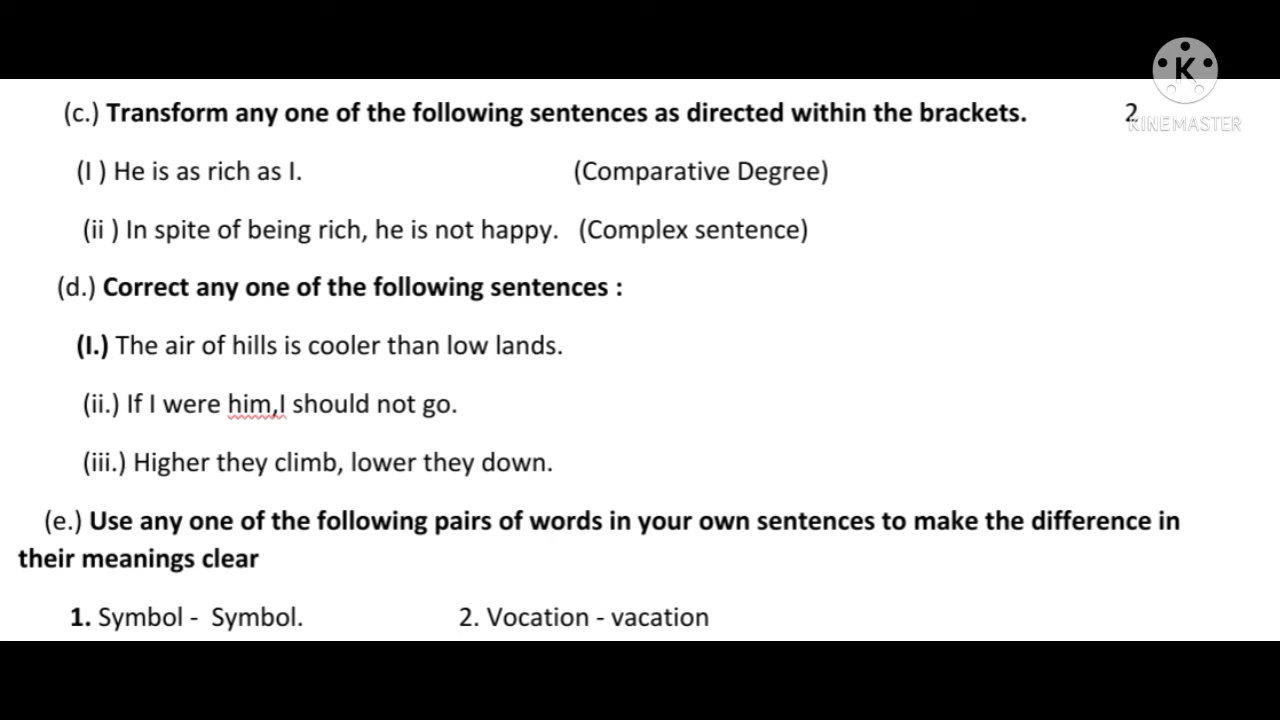 (c.) Transform any one of the following sentences as directed within the brackets. 2
K
KINEMASTER
(I ) He is as rich as I. (Comparative Degree)
(ii ) In spite of being rich, he is not happy. (Complex sentence)
(d.) Correct any one of the following sentences :
(I.) The air of hills is cooler than low lands.
(ii.) If I were him,I should not go.
(iii.) Higher they climb, lower they down.
(e.) Use any one of the following pairs of words in your own sentences to make the difference in
their meanings clear
1. Symbol - Symbol. 2. Vocation - vacation